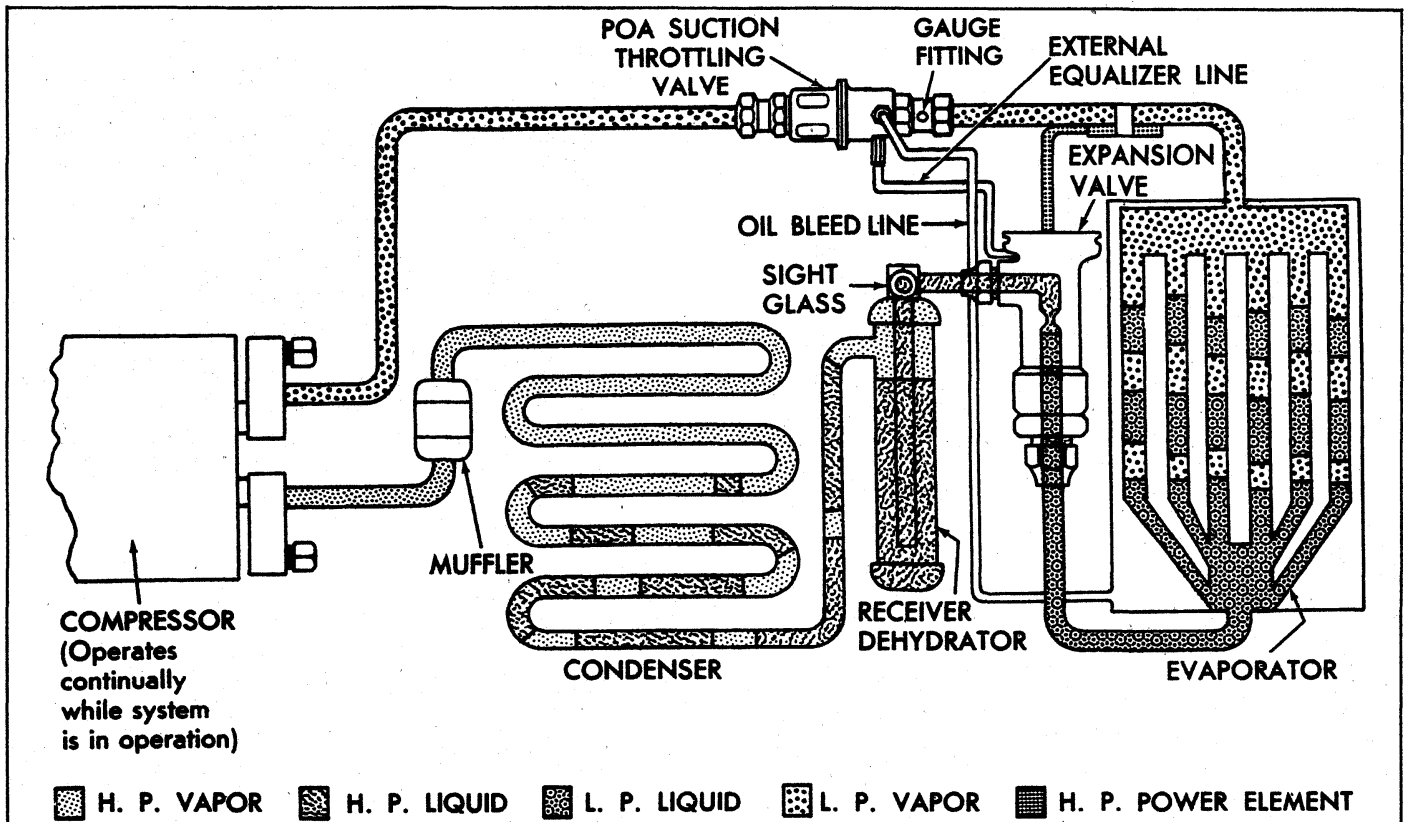 POA SUCTION
THROTTLING
VALVE
GAUGE
FITTING
EXTERNAL
EQUALIZER LINE
EXPANSION
VALVE
OIL BLEED LINE
SIGHT
GLASS
MUFFLER
COMPRESSOR
(Operates
continually
while system
is in operation)
CONDENSER
RECEIVER
DEHYDRATOR
EVAPORATOR
H. P. VAPOR
H. P. LIQUID
L. P. LIQUID
L. P. VAPOR
H. P. POWER ELEMENT